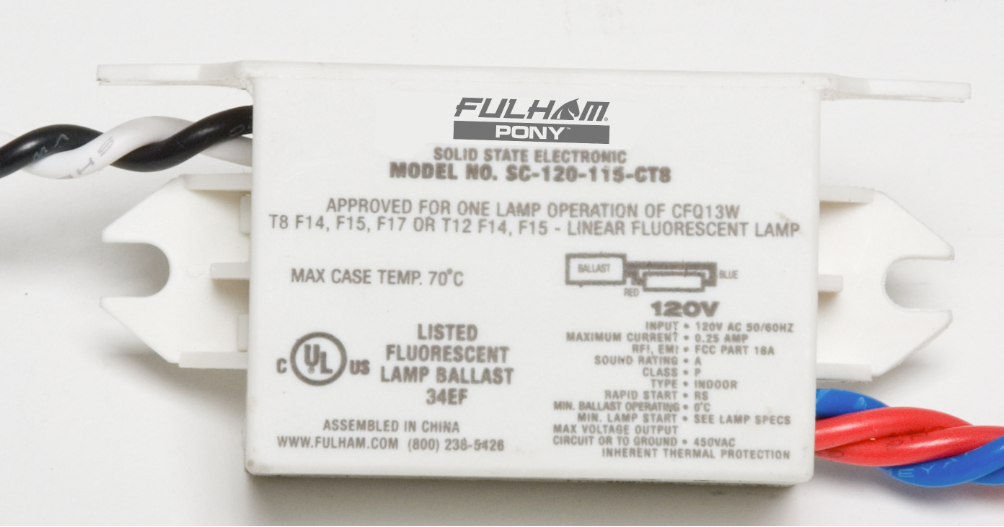 FULHAM®
PONY™
SOLID STATE ELECTRONIC
MODEL NO. SC-120-115-CT8
APPROVED FOR ONE LAMP OPERATION OF CFQ13W
T8 F14, F15, F17 OR T12 F14, F15 - LINEAR FLUORESCENT LAMP
MAX CASE TEMP. 70°C
BALLAST
BLUE
RED
120V
C UL US
LISTED
FLUORESCENT
LAMP BALLAST
34EF
ASSEMBLED IN CHINA
WWW.FULHAM.COM (800) 238-5426
INPUT • 120V AC 50/60HZ
MAXIMUM CURRENT • 0.25 AMP
RFI, EMI • FCC PART 18A
SOUND RATING • A
CLASS • P
TYPE • INDOOR
RAPID START • RS
MIN. BALLAST OPERATING • 0°C
MIN. LAMP START • SEE LAMP SPECS
MAX VOLTAGE OUTPUT
CIRCUIT OR TO GROUND • 450VAC
INHERENT THERMAL PROTECTION